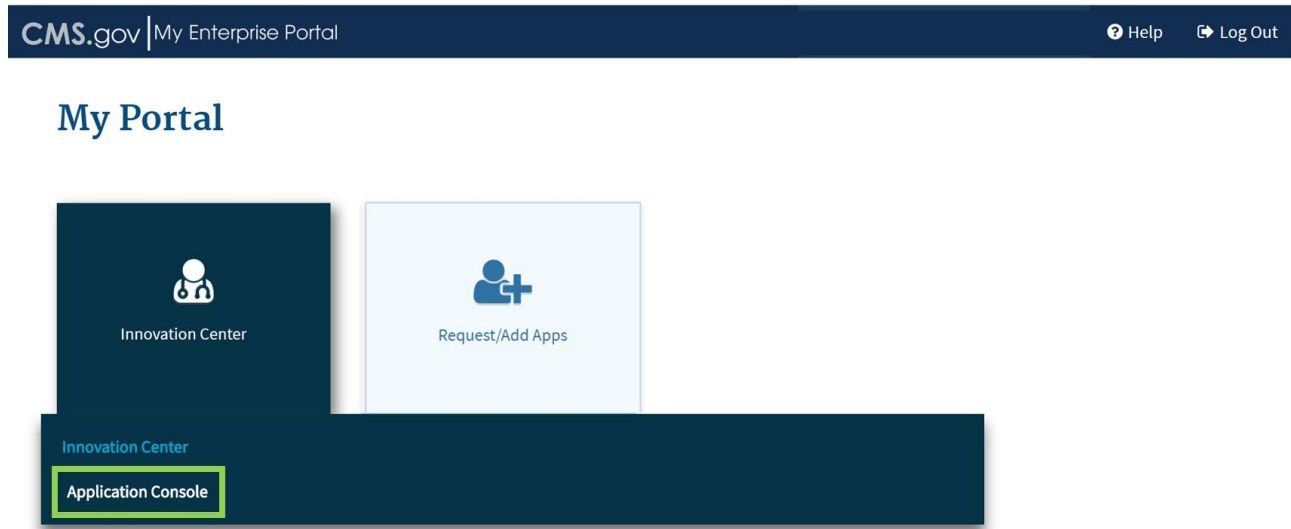 CMS.gov My Enterprise Portal
Help
Log Out
My Portal
Innovation Center
Request/Add Apps
Innovation Center
Application Console